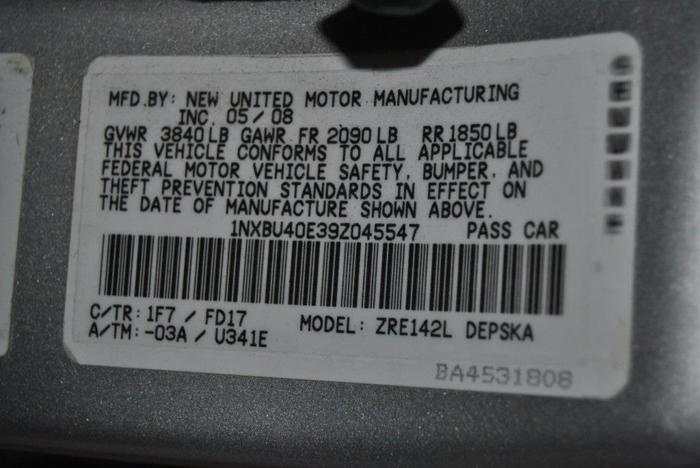 MFD.BY: NEW UNITED MOTOR MANUFACTURING
INC. 05/08
GVWR 3840LB GAWR FR 2090LB RR1850LB
THIS VEHICLE CONFORMS TO ALL APPLICABLE
FEDERAL MOTOR VEHICLE SAFETY, BUMPER, AND
THEFT PREVENTION STANDARDS IN EFFECT ON
THE DATE OF MANUFACTURE SHOWN ABOVE.
1NXBU40E39Z045547 PASS CAR
C/TR: 1F7 / FD17
A/TM: -03A / U341E
MODEL: ZRE142L DEPSKA
BA4531808